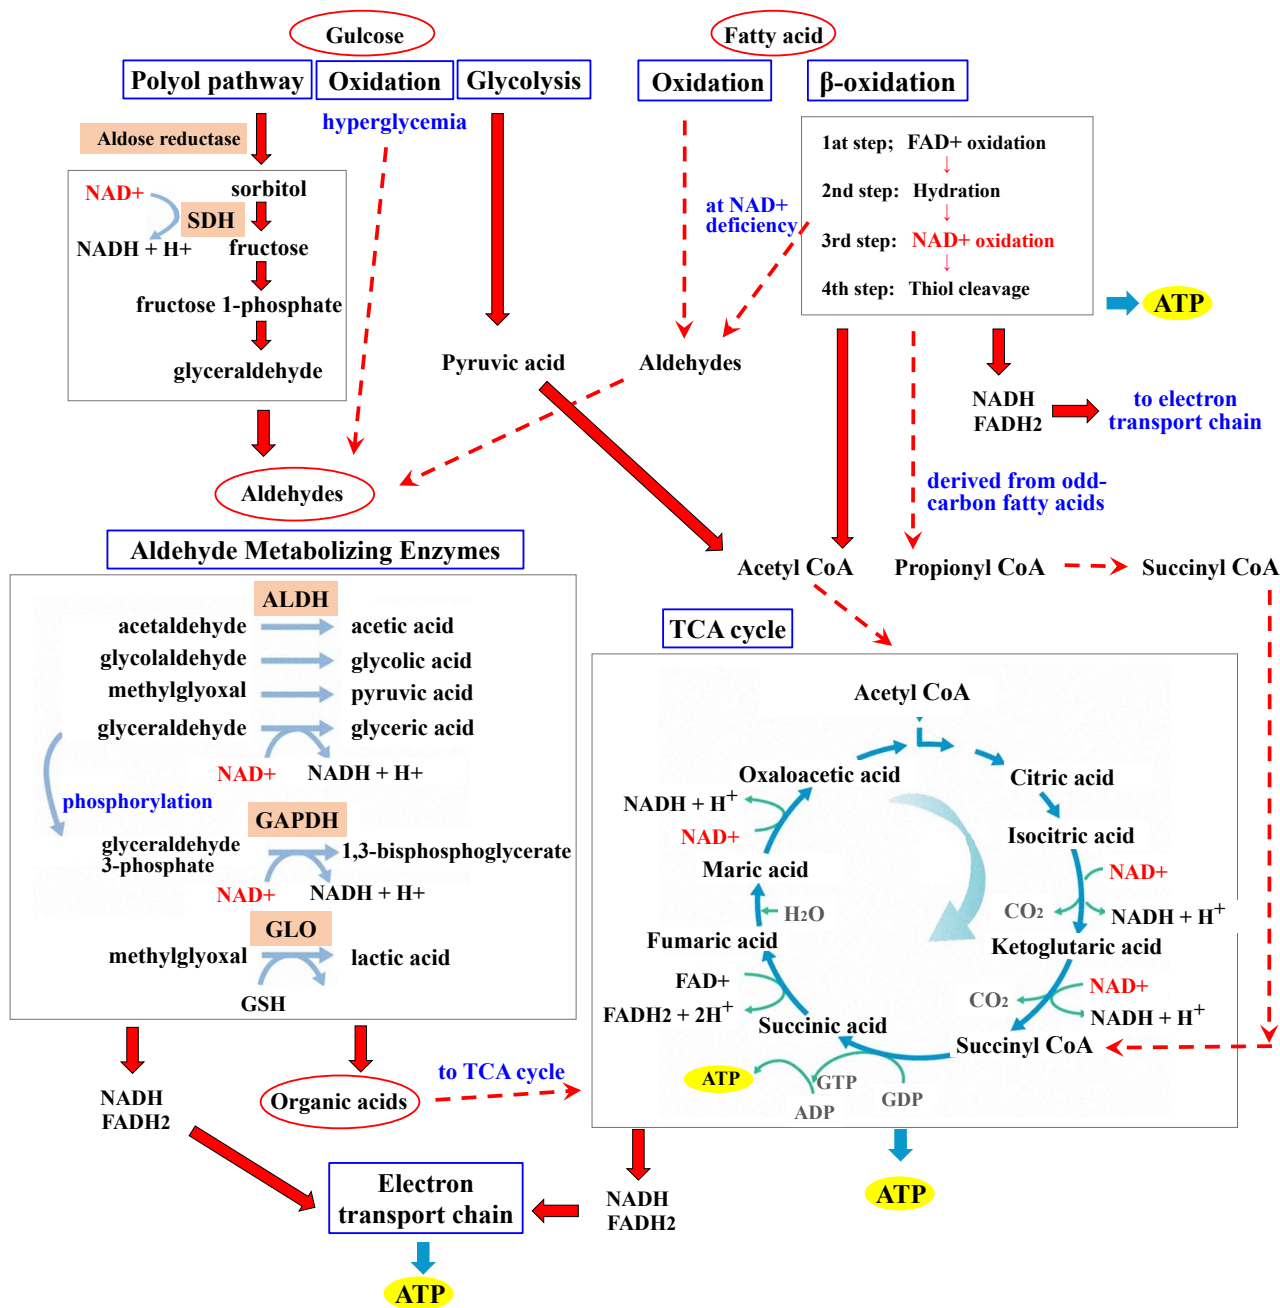 Gulcose
Fatty acid
Polyol pathway
Oxidation
Glycolysis
Oxidation
β-oxidation
hyperglycemia
Aldose reductase
1at step; FAD+ oxidation
2nd step: Hydration
3rd step: NAD+ oxidation
4th step: Thiol cleavage
at NAD+
deficiency
NAD+
sorbitol
SDH
NADH + H+
fructose
fructose 1-phosphate
glyceraldehyde
ATP
Pyruvic acid
Aldehydes
NADH
FADH2
to electron
transport chain
Aldehydes
derived from odd-
carbon fatty acids
Aldehyde Metabolizing Enzymes
Acetyl CoA
Propionyl CoA
Succinyl CoA
ALDH
acetaldehyde
acetic acid
glycolaldehyde
glycolic acid
methylglyoxal
pyruvic acid
glyceraldehyde
glyceric acid
NAD+
NADH + H+
phosphorylation
GAPDH
glyceraldehyde
3-phosphate
1,3-bisphosphoglycerate
NAD+
NADH + H+
GLO
methylglyoxal
lactic acid
GSH
TCA cycle
Acetyl CoA
Oxaloacetic acid
Citric acid
NADH + H+
NAD+
Isocitric acid
Maric acid
NAD+
CO2
NADH + H+
H2O
Fumaric acid
Ketoglutaric acid
FAD+
NAD+
CO2
FADH2 + 2H+
NADH + H+
Succinic acid
Succinyl CoA
ATP
GTP
GDP
ADP
NADH
FADH2
Organic acids
to TCA cycle
Electron
transport chain
NADH
FADH2
ATP
ATP